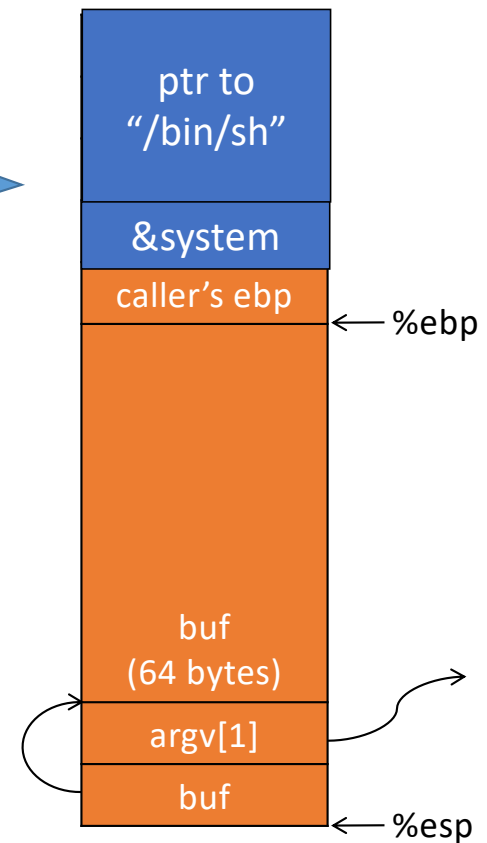 ptr to
“/bin/sh”
&system
caller’s ebp
%ebp
buf
(64 bytes)
argv[1]
buf
%esp